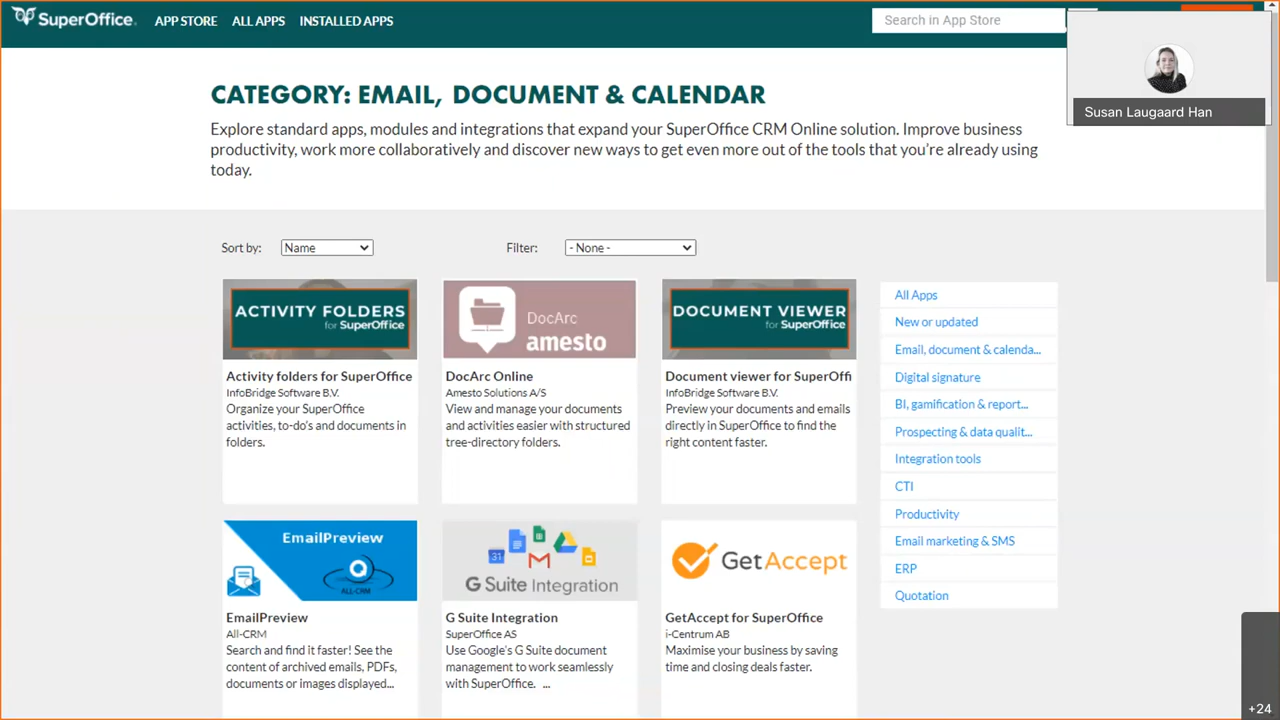 SuperOffice.
APP STORE
ALL APPS
INSTALLED APPS
Search in App Store
Susan Laugaard Han
CATEGORY: EMAIL, DOCUMENT & CALENDAR
Explore standard apps, modules and integrations that expand your SuperOffice CRM Online solution. Improve business
productivity, work more collaboratively and discover new ways to get even more out of the tools that you're already using
today.
Sort by:
Name
Filter:
- None -
ACTIVITY FOLDERS
for SuperOffice
Activity folders for SuperOffice
InfoBridge Software B.V.
Organize your SuperOffice
activities, to-do's and documents in
folders.
DocArc
amesto
DocArc Online
Amesto Solutions A/S
View and manage your documents
and activities easier with structured
tree-directory folders.
DOCUMENT VIEWER
for SuperOffice
Document viewer for SuperOffi
InfoBridge Software B.V.
Preview your documents and emails
directly in SuperOffice to find the
right content faster.
All Apps
New or updated
Email, document & calenda...
Digital signature
BI, gamification & report...
Prospecting & data qualit...
Integration tools
CTI
Productivity
Email marketing & SMS
ERP
Quotation
EmailPreview
ALL-CRM
EmailPreview
All-CRM
Search and find it faster! See the
content of archived emails, PDFs,
documents or images displayed...
31
G Suite Integration
G Suite Integration
SuperOffice AS
Use Google's G Suite document
management to work seamlessly
with SuperOffice. ...
GetAccept
GetAccept for SuperOffice
i-Centrum AB
Maximise your business by saving
time and closing deals faster.
+24